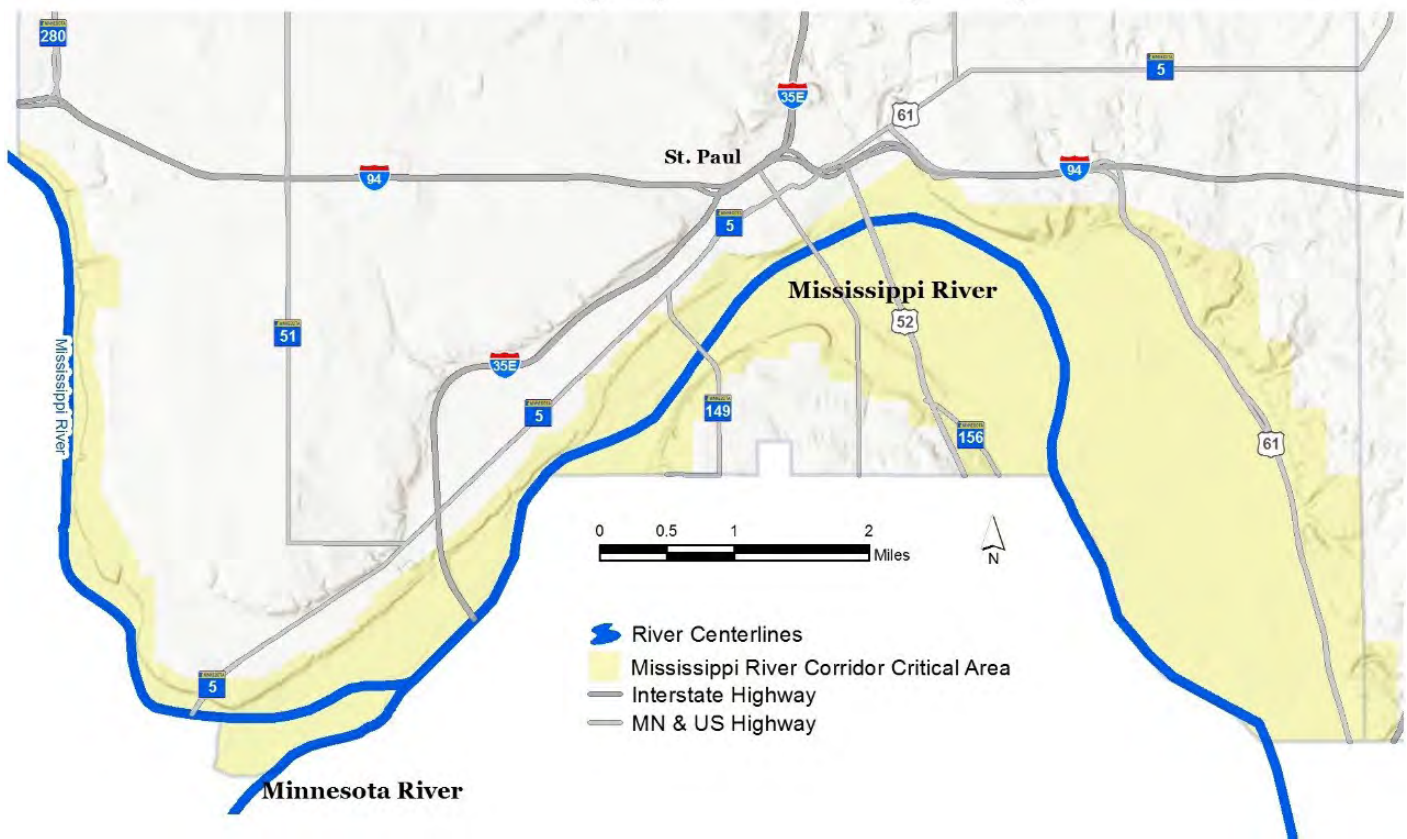 280
MINNESOTA
5
35E
61
St. Paul
94
94
5
Mississippi River
52
51
Mississippi River
35E
5
149
156
61
0 0.5 1 2
Miles
N
River Centerlines
Mississippi River Corridor Critical Area
Interstate Highway
MN & US Highway
5
Minnesota River